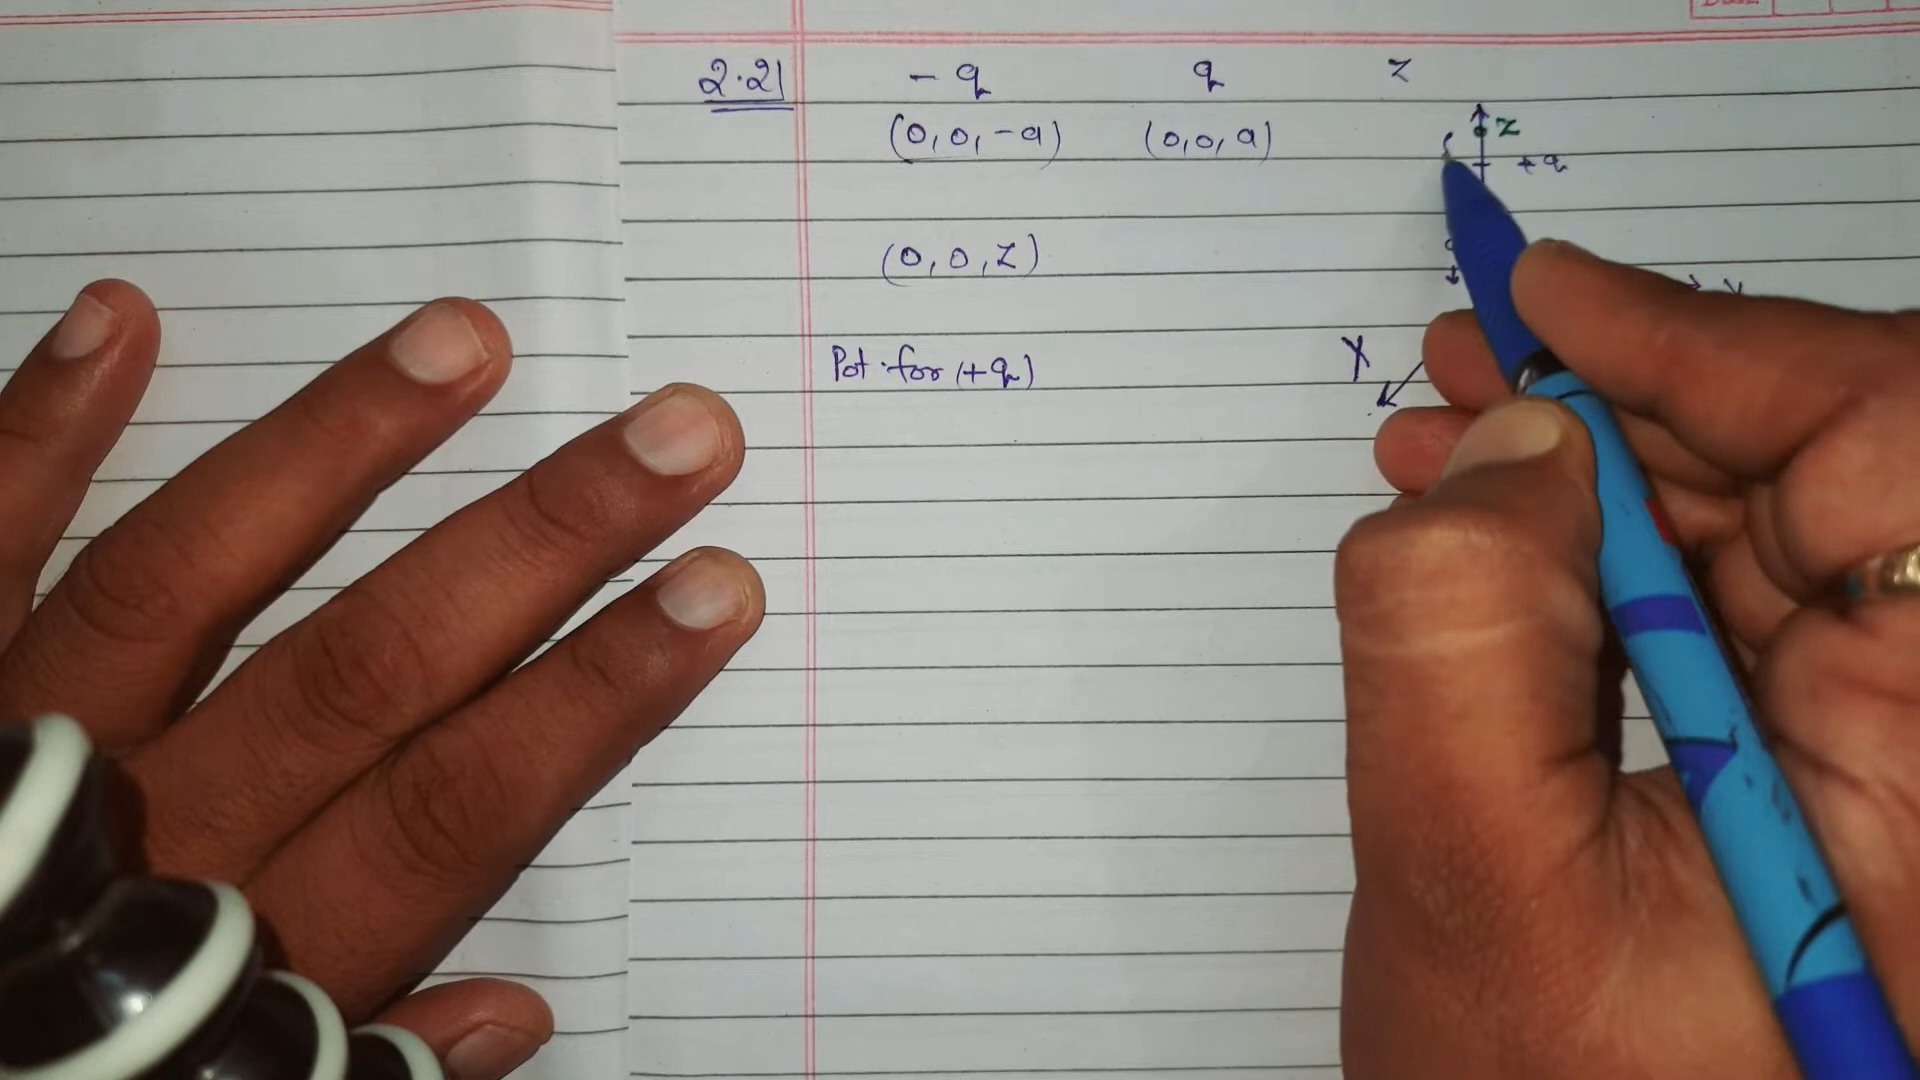 2.21 - q q z
(0,0,-a) (0,0,a)
z
+q
(0,0,z)
Pot. for (+q)
X